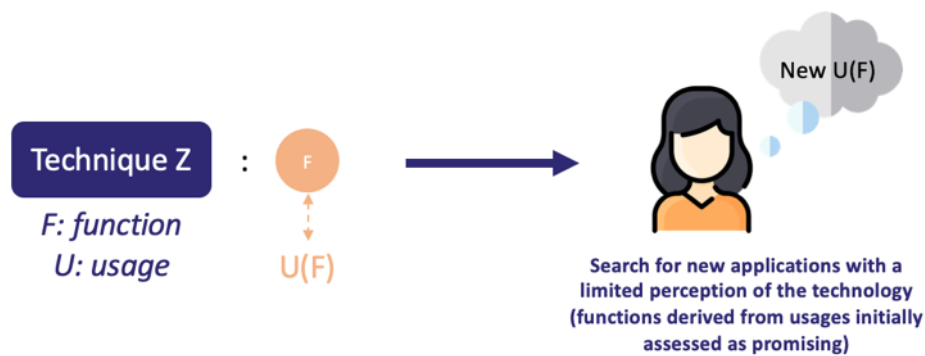 New U(F)
Technique Z : F
F: function
U: usage
U(F)
Search for new applications with a
limited perception of the technology
(functions derived from usages initially
assessed as promising)